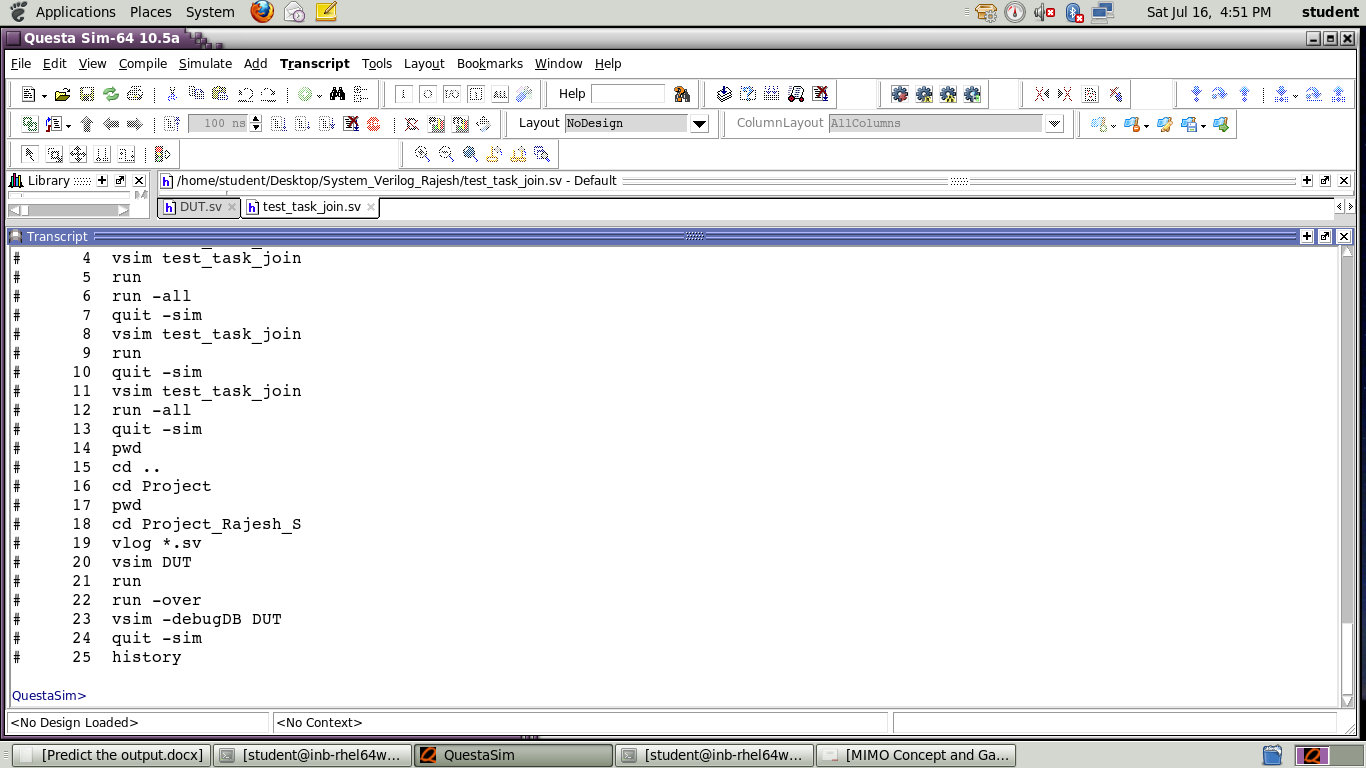 Applications Places System Sat Jul 16, 4:51 PM student
Questa Sim-64 10.5a
File Edit View Compile Simulate Add Transcript Tools Layout Bookmarks Window Help
Help
100 ns Layout NoDesign ColumnLayout AllColumns
Library /home/student/Desktop/System_Verilog_Rajesh/test_task_join.sv - Default
DUT.sv test_task_join.sv
Transcript
# 4 vsim test_task_join
# 5 run
# 6 run -all
# 7 quit -sim
# 8 vsim test_task_join
# 9 run
# 10 quit -sim
# 11 vsim test_task_join
# 12 run -all
# 13 quit -sim
# 14 pwd
# 15 cd ..
# 16 cd Project
# 17 pwd
# 18 cd Project_Rajesh_S
# 19 vlog *.sv
# 20 vsim DUT
# 21 run
# 22 run -over
# 23 vsim -debugDB DUT
# 24 quit -sim
# 25 history
QuestaSim>
<No Design Loaded> <No Context>
[Predict the output.docx] [student@inb-rhel64w... QuestaSim [student@inb-rhel64w... [MIMO Concept and Ga...